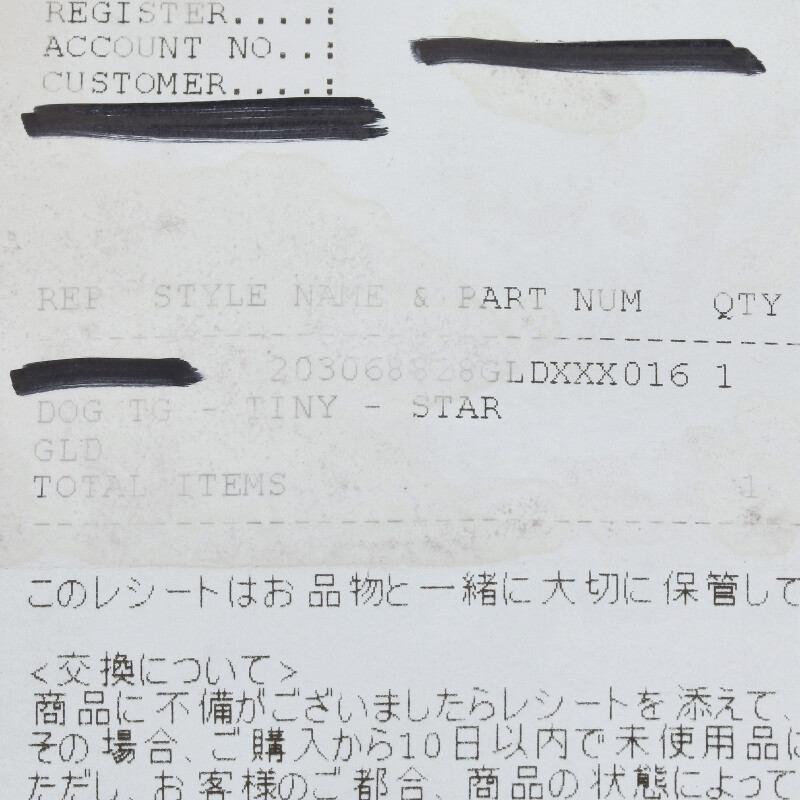 REGISTER....:
ACCOUNT NO..:
CUSTOMER....:
REP STYLE NAME & PART NUM QTY
203068828GLDXXX016 1
DOG TG - TINY - STAR
GLD
TOTAL ITEMS 1
このレシートはお品物と一緒に大切に保管して
<交換について>
商品に不備がございましたらレシートを添えて、
その場合、ご購入から10日以内で未使用品に
ただし、お客様のご都合、商品の状態によって